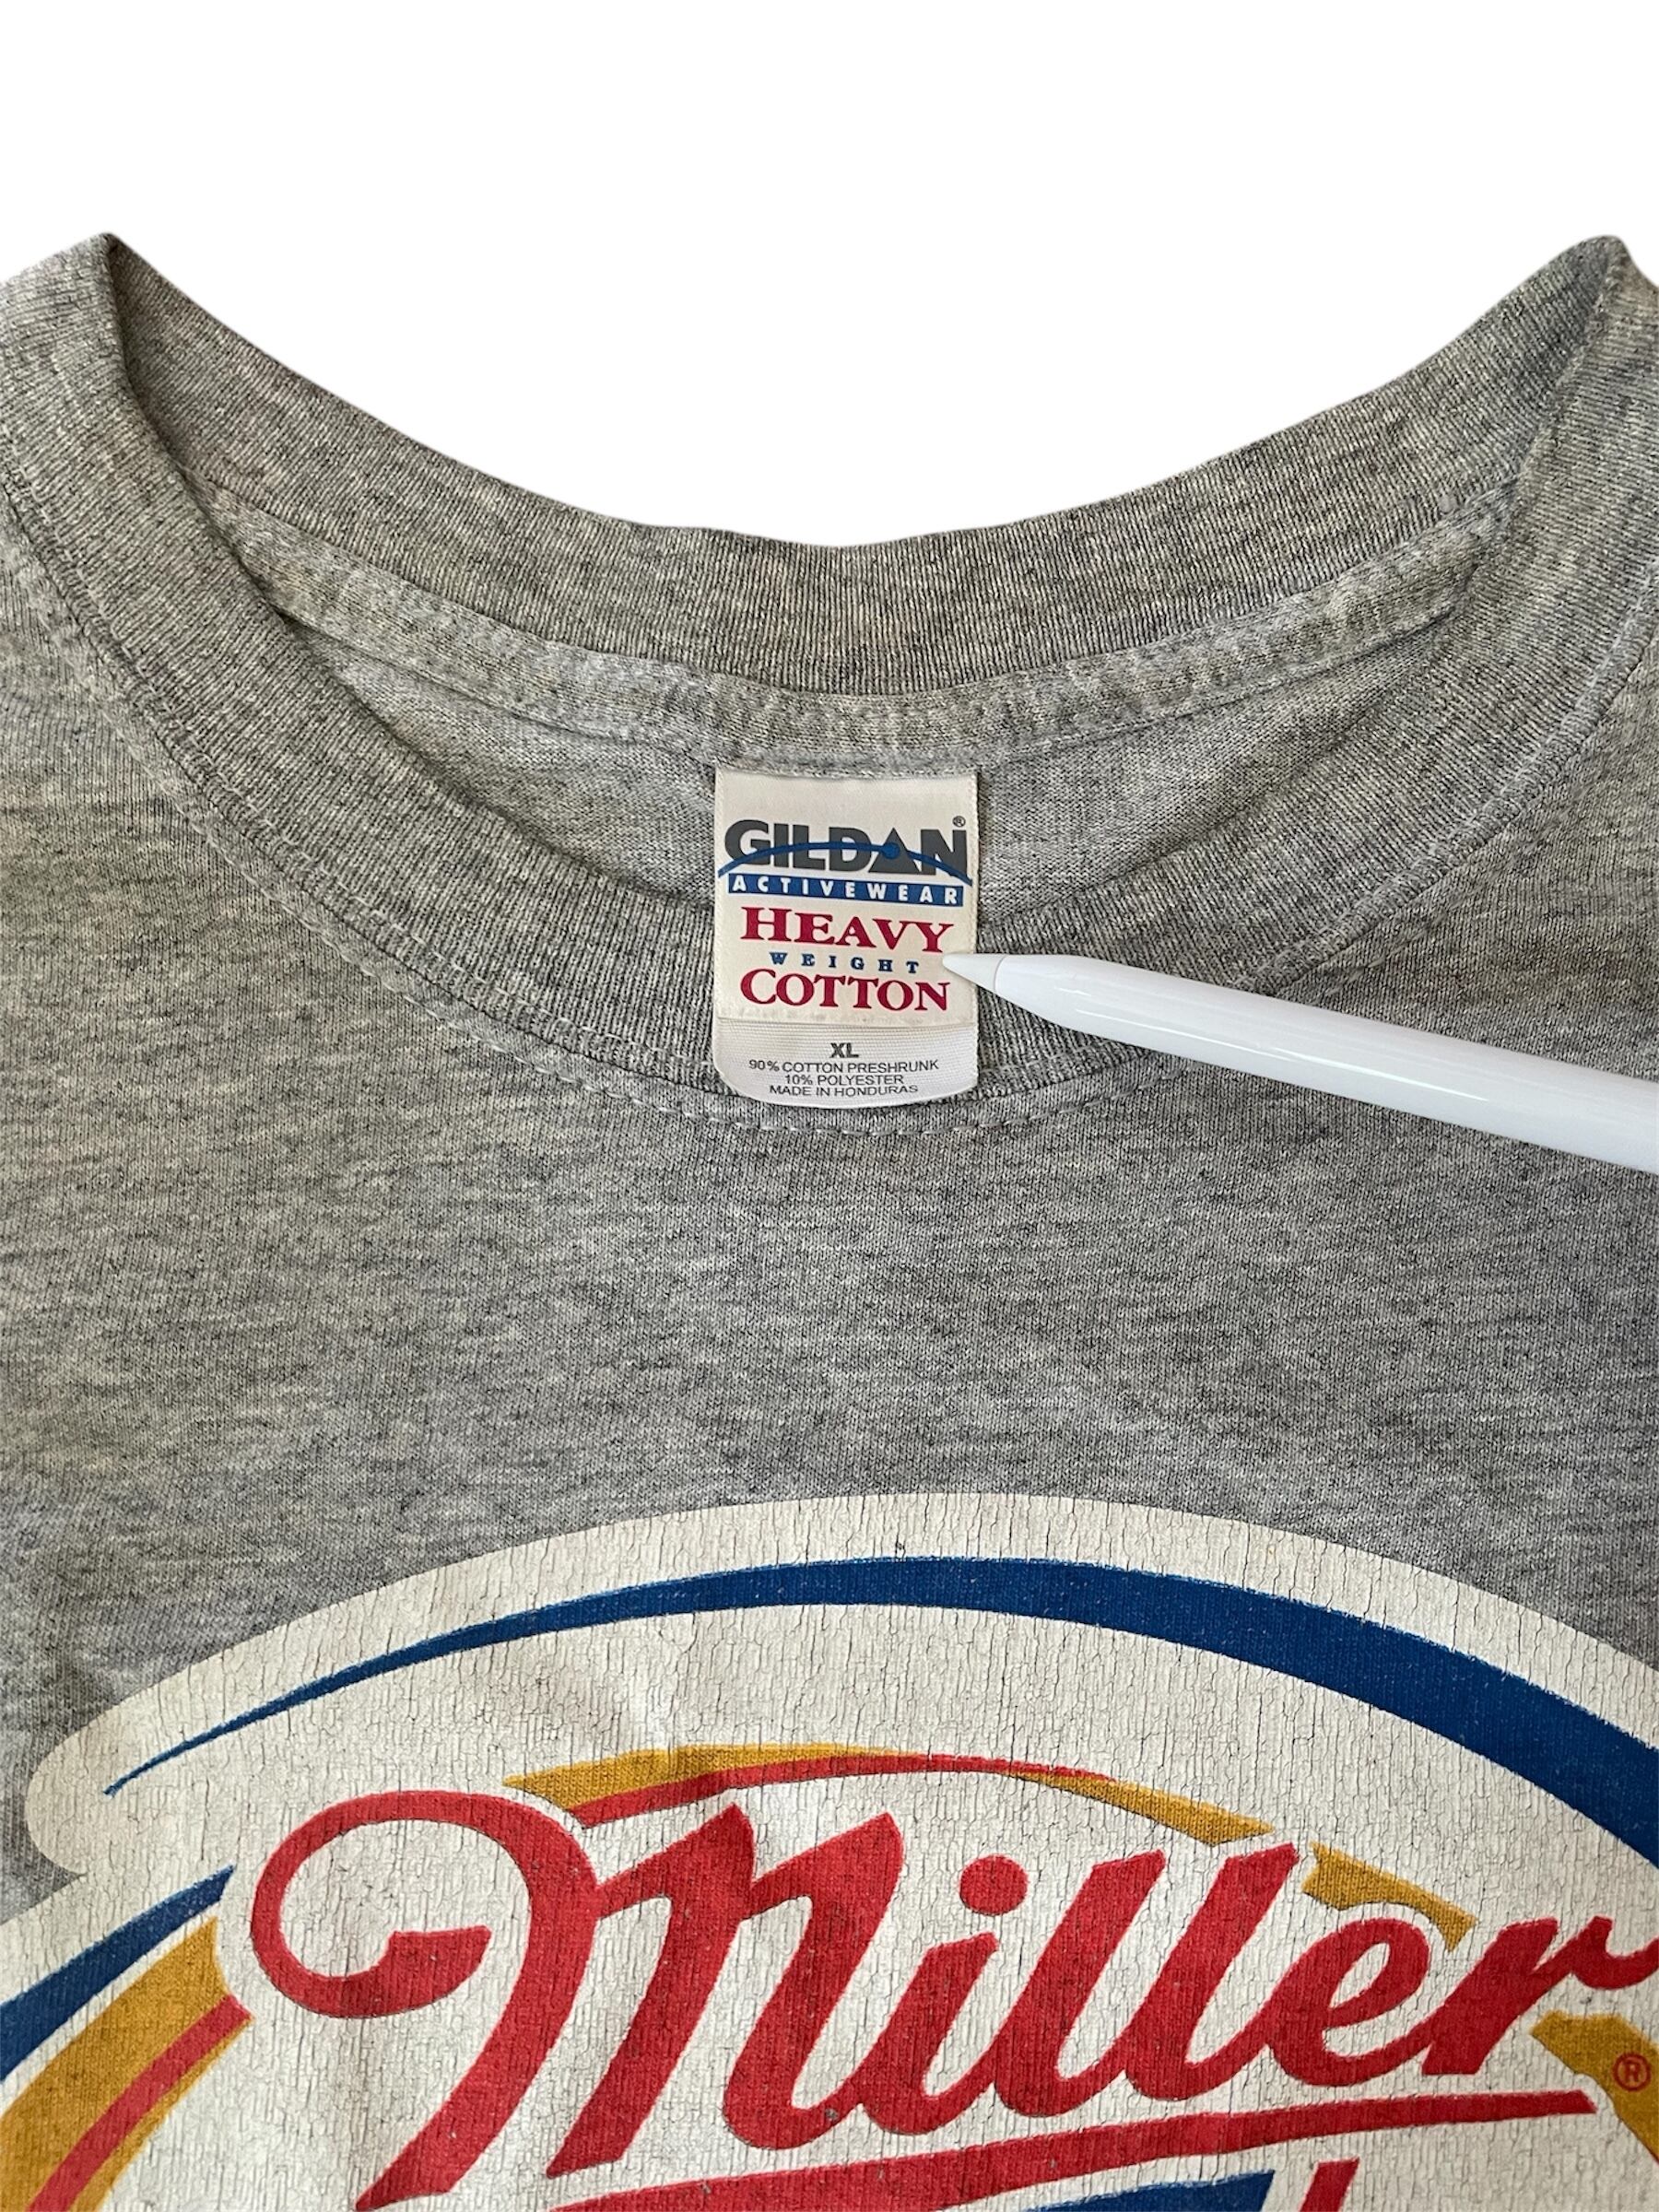 GILDAN®
ACTIVEWEAR
HEAVY
WEIGHT
COTTON
XL
90% COTTON PRESHRUNK
10% POLYESTER
MADE IN HONDURAS
Miller
®